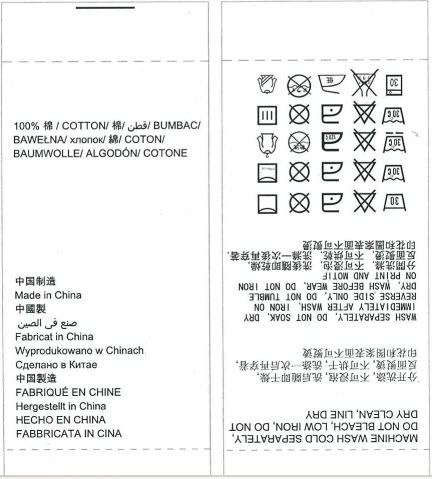 100% 棉 / COTTON/ 棉/ قطن/ BUMBAC/
BAWEŁNA/ хлопок/ 綿/ COTON/
BAUMWOLLE/ ALGODÓN/ COTONE
中国制造
Made in China
中國製
صنع في الصين
Fabricat in China
Wyprodukowano w Chinach
Сделано в Китае
中国製造
FABRIQUÉ EN CHINE
Hergestellt in China
HECHO EN CHINA
FABBRICATA IN CINA
MACHINE WASH COLD SEPARATELY,
DO NOT BLEACH, LOW IRON, DO NOT
DRY CLEAN, LINE DRY
分开洗涤, 不可浸泡, 洗后随即干燥,
反面熨烫, 不可烘干, 洗涤一次后再穿着,
印花和图案表面不可熨烫
WASH SEPARATELY, DO NOT SOAK, DRY
IMMEDIATELY AFTER WASH, IRON ON
REVERSE SIDE ONLY, DO NOT TUMBLE
DRY, WASH BEFORE WEAR, DO NOT IRON
ON PRINT AND MOTIF
分開洗滌, 不可浸泡, 洗後隨即乾燥,
反面熨燙, 不可烘乾, 洗滌一次後再穿著,
印花和圖案表面不可熨燙